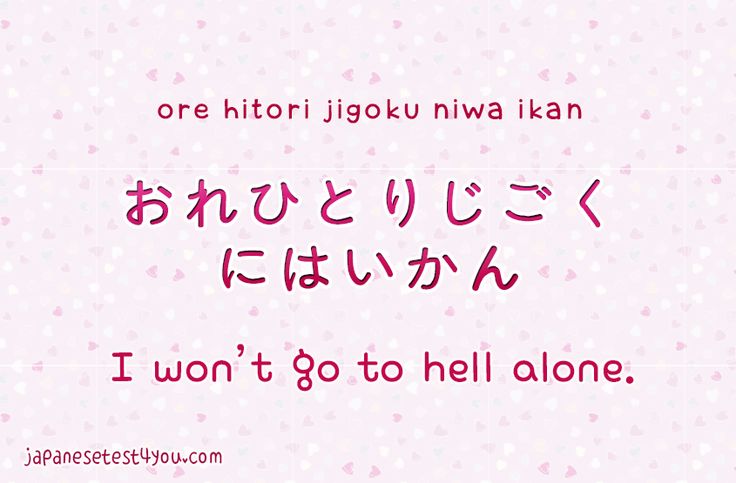 ore hitori jigoku niwa ikan
おれひとりじごく
にはいかん
I won't go to hell alone.
japanesetest4you.com